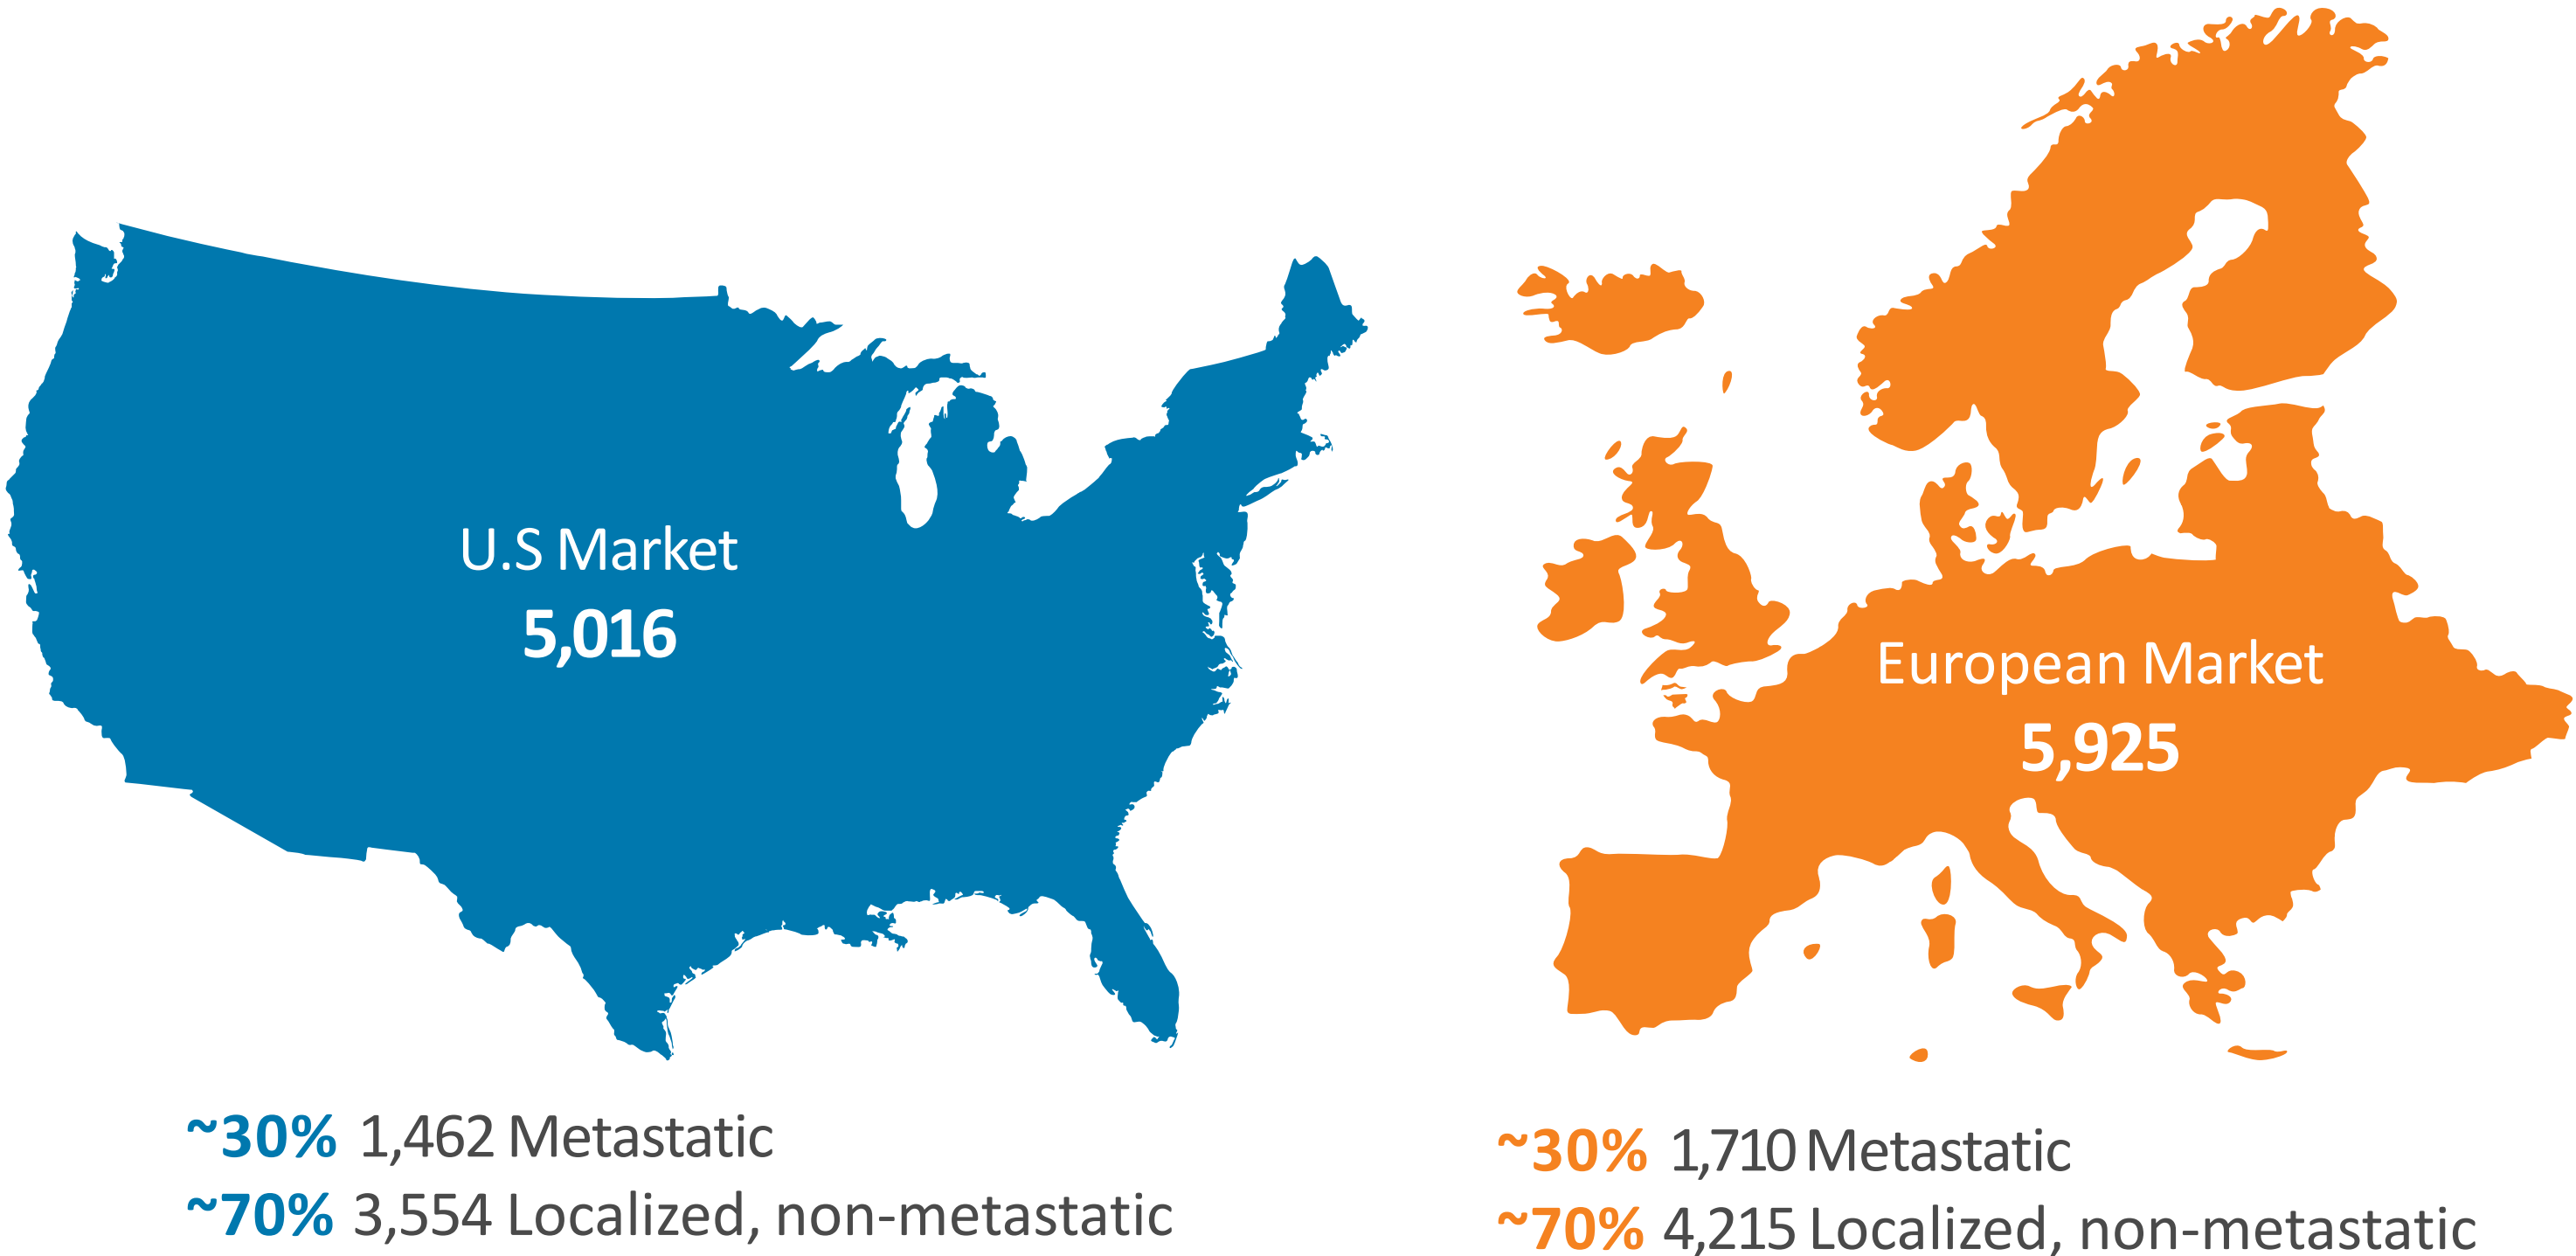 U.S Market
5,016
European Market
5,925
~30% 1,462 Metastatic
~70% 3,554 Localized, non-metastatic
~30% 1,710 Metastatic
~70% 4,215 Localized, non-metastatic